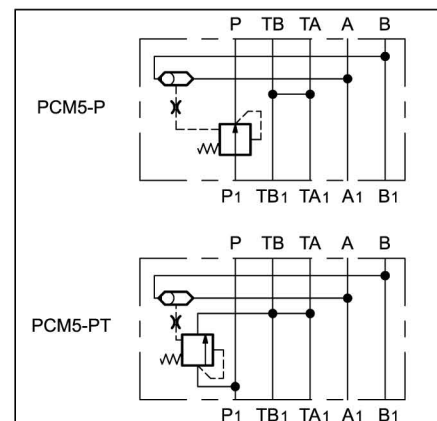 P TB TA A B
PCM5-P
P1 TB1 TA1 A1 B1
P TB TA A B
PCM5-PT
P1 TB1 TA1 A1 B1